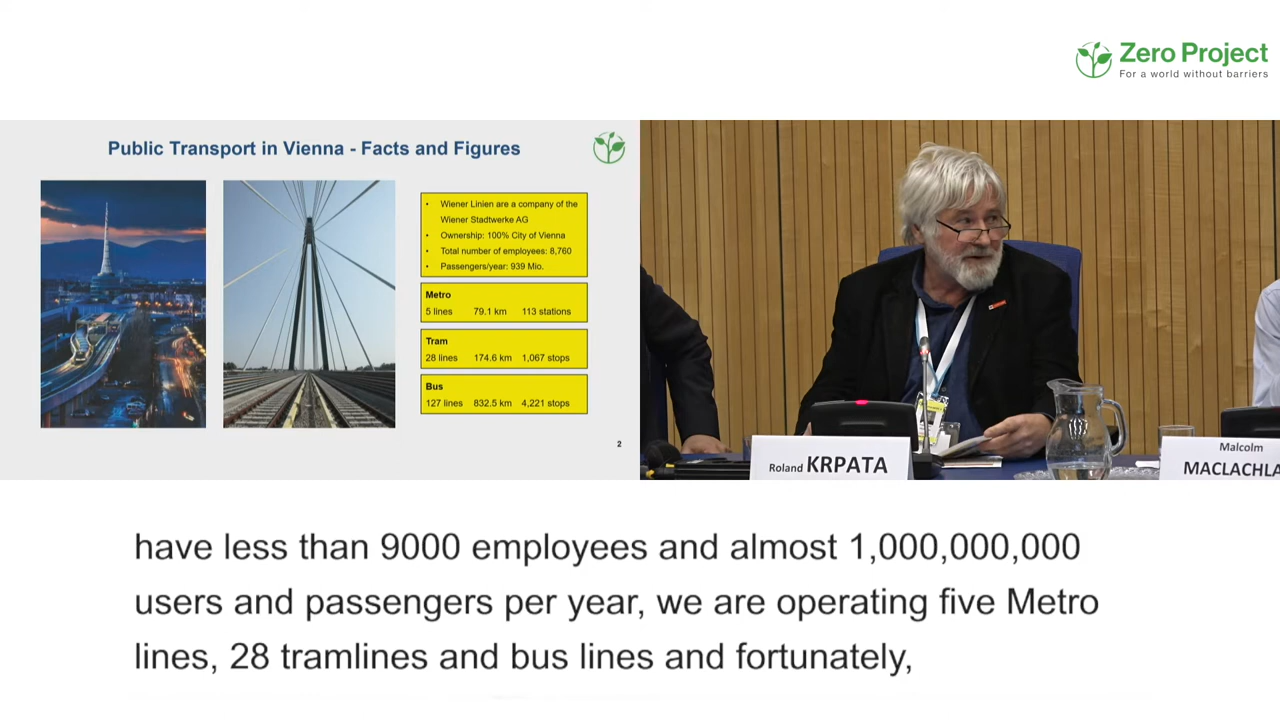 Zero Project
For a world without barriers
Public Transport in Vienna - Facts and Figures
• Wiener Linien are a company of the
Wiener Stadtwerke AG
• Ownership: 100% City of Vienna
• Total number of employees: 8,760
• Passengers/year: 939 Mio.
Metro
5 lines 79.1 km 113 stations
Tram
28 lines 174.6 km 1,067 stops
Bus
127 lines 832.5 km 4,221 stops
2
Roland KRPATA
Malcolm
MACLACHLA
have less than 9000 employees and almost 1,000,000,000
users and passengers per year, we are operating five Metro
lines, 28 tramlines and bus lines and fortunately,